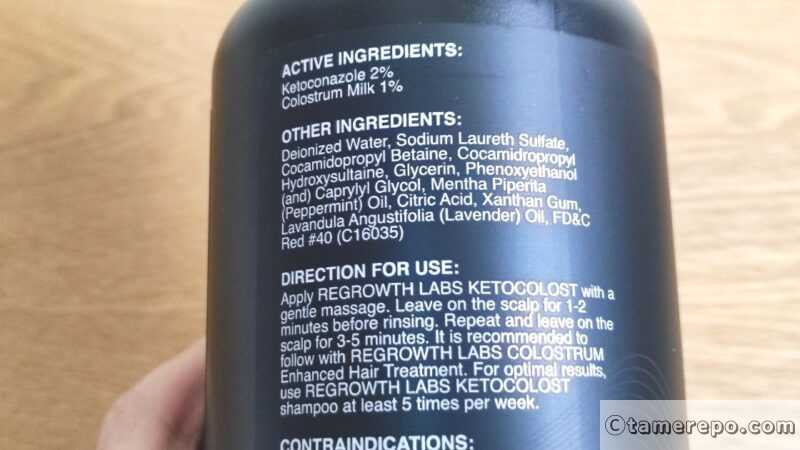 ACTIVE INGREDIENTS:
Ketoconazole 2%
Colostrum Milk 1%
OTHER INGREDIENTS:
Deionized Water, Sodium Laureth Sulfate,
Cocamidopropyl Betaine, Cocamidropropyl
Hydroxysultaine, Glycerin, Phenoxyethanol
(and) Caprylyl Glycol, Mentha Piperita
(Peppermint) Oil, Citric Acid, Xanthan Gum,
Lavandula Angustifolia (Lavender) Oil, FD&C
Red #40 (C16035)
DIRECTION FOR USE:
Apply REGROWTH LABS KETOCOLOST with a
gentle massage. Leave on the scalp for 1-2
minutes before rinsing. Repeat and leave on the
scalp for 3-5 minutes. It is recommended to
follow with REGROWTH LABS COLOSTRUM
Enhanced Hair Treatment. For optimal results,
use REGROWTH LABS KETOCOLOST
shampoo at least 5 times per week.
CONTRAINDICATIONS:
©tamerepo.com